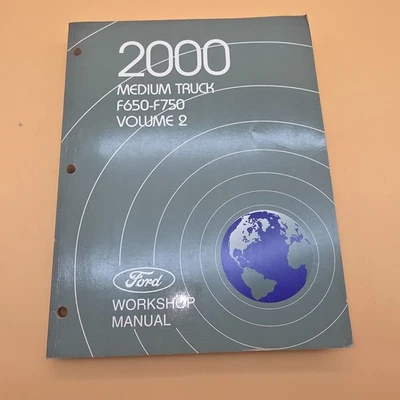 2000
MEDIUM TRUCK
F650-F750
VOLUME 2
Ford
WORKSHOP
MANUAL